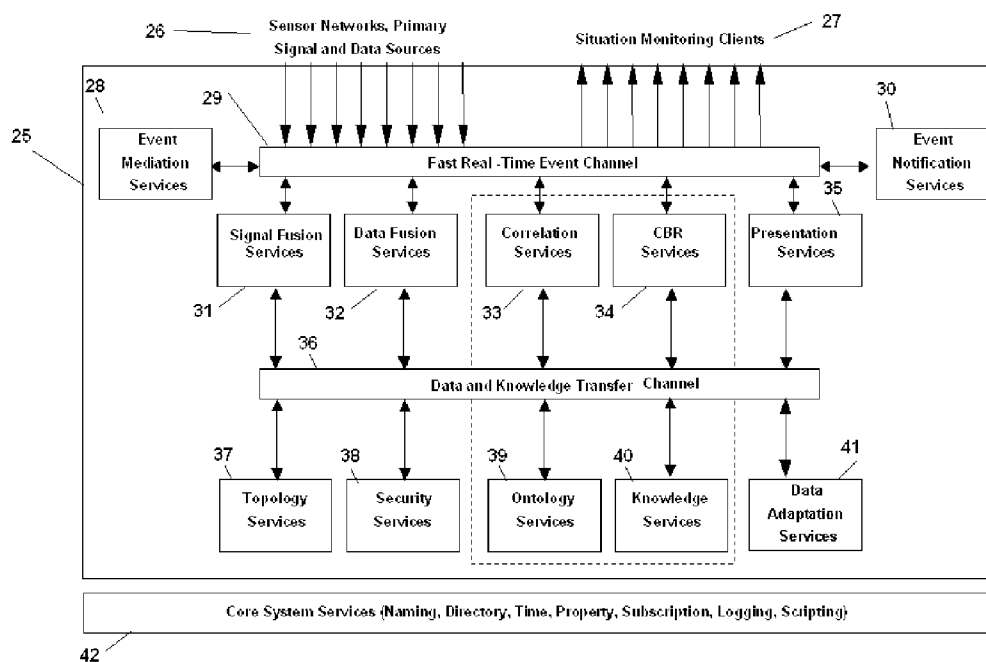 26
Sensor Networks, Primary
Signal and Data Sources
Situation Monitoring Clients
27
28
29
30
25
Event
Mediation
Services
Fast Real -Time Event Channel
Event
Notification
Services
35
Signal Fusion
Services
Data Fusion
Services
Correlation
Services
CBR
Services
Presentation
Services
31
32
33
34
36
Data and Knowledge Transfer Channel
37
38
39
40
41
Topology
Services
Security
Services
Ontology
Services
Knowledge
Services
Data
Adaptation
Services
Core System Services (Naming, Directory, Time, Property, Subscription, Logging, Scripting)
42